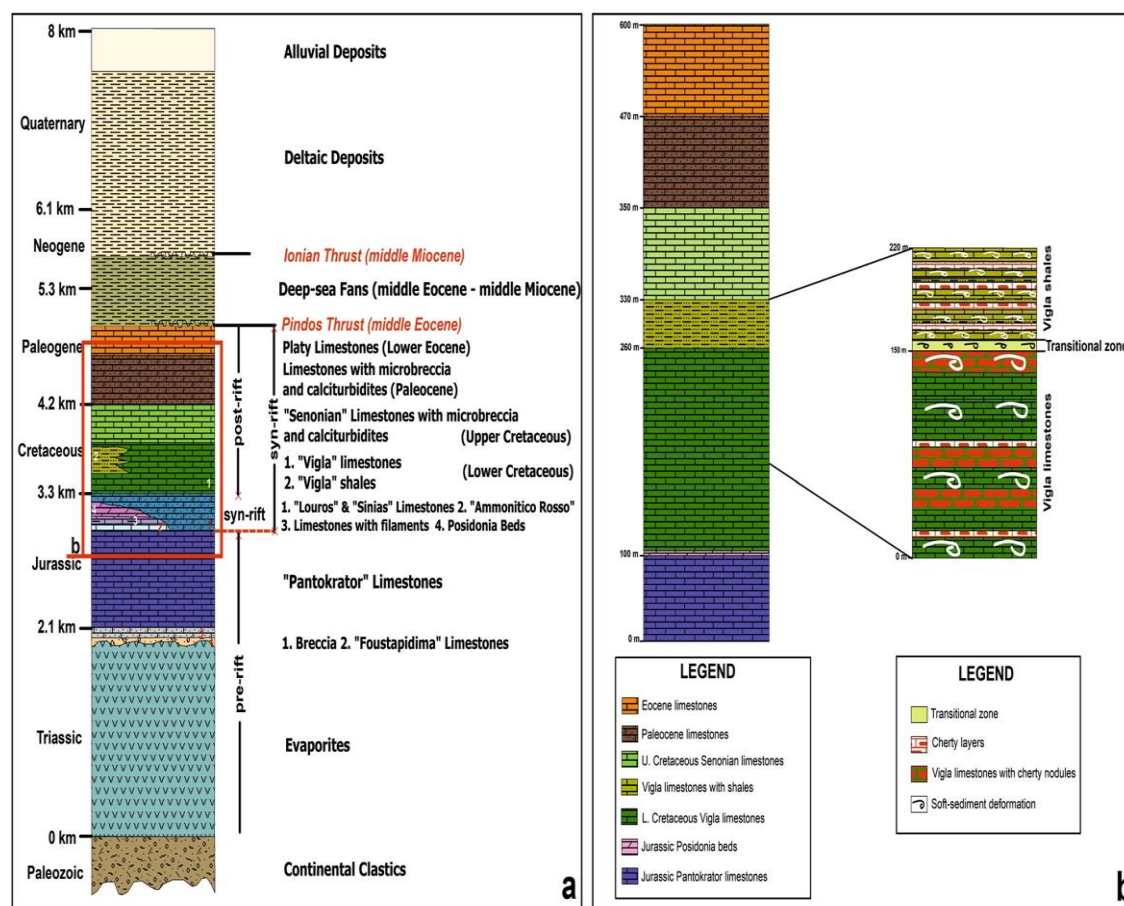 8 km
Alluvial Deposits
Quaternary
Deltaic Deposits
6.1 km
Neogene
Ionian Thrust (middle Miocene)
5.3 km
Deep-sea Fans (middle Eocene - middle Miocene)
Pindos Thrust (middle Eocene)
Paleogene
Platy Limestones (Lower Eocene)
Limestones with microbreccia
and calciturbidites (Paleocene)
4.2 km
post-rift
syn-rift
"Senonian" Limestones with microbreccia
and calciturbidites (Upper Cretaceous)
Cretaceous
2
1
1. "Vigla" limestones
2. "Vigla" shales
(Lower Cretaceous)
3.3 km
syn-rift
1. "Louros" & "Sinias" Limestones 2. "Ammonitico Rosso"
3. Limestones with filaments 4. Posidonia Beds
4
3
2
b
Jurassic
"Pantokrator" Limestones
2.1 km
1. Breccia 2. "Foustapidima" Limestones
pre-rift
Triassic
Evaporites
0 km
Paleozoic
Continental Clastics
a
600 m
470 m
350 m
330 m
260 m
100 m
0 m
220 m
Vigla shales
Transitional zone
150 m
Vigla limestones
0 m
LEGEND
Eocene limestones
Paleocene limestones
U. Cretaceous Senonian limestones
Vigla limestones with shales
L. Cretaceous Vigla limestones
Jurassic Posidonia beds
Jurassic Pantokrator limestones
LEGEND
Transitional zone
Cherty layers
Vigla limestones with cherty nodules
Soft-sediment deformation
b